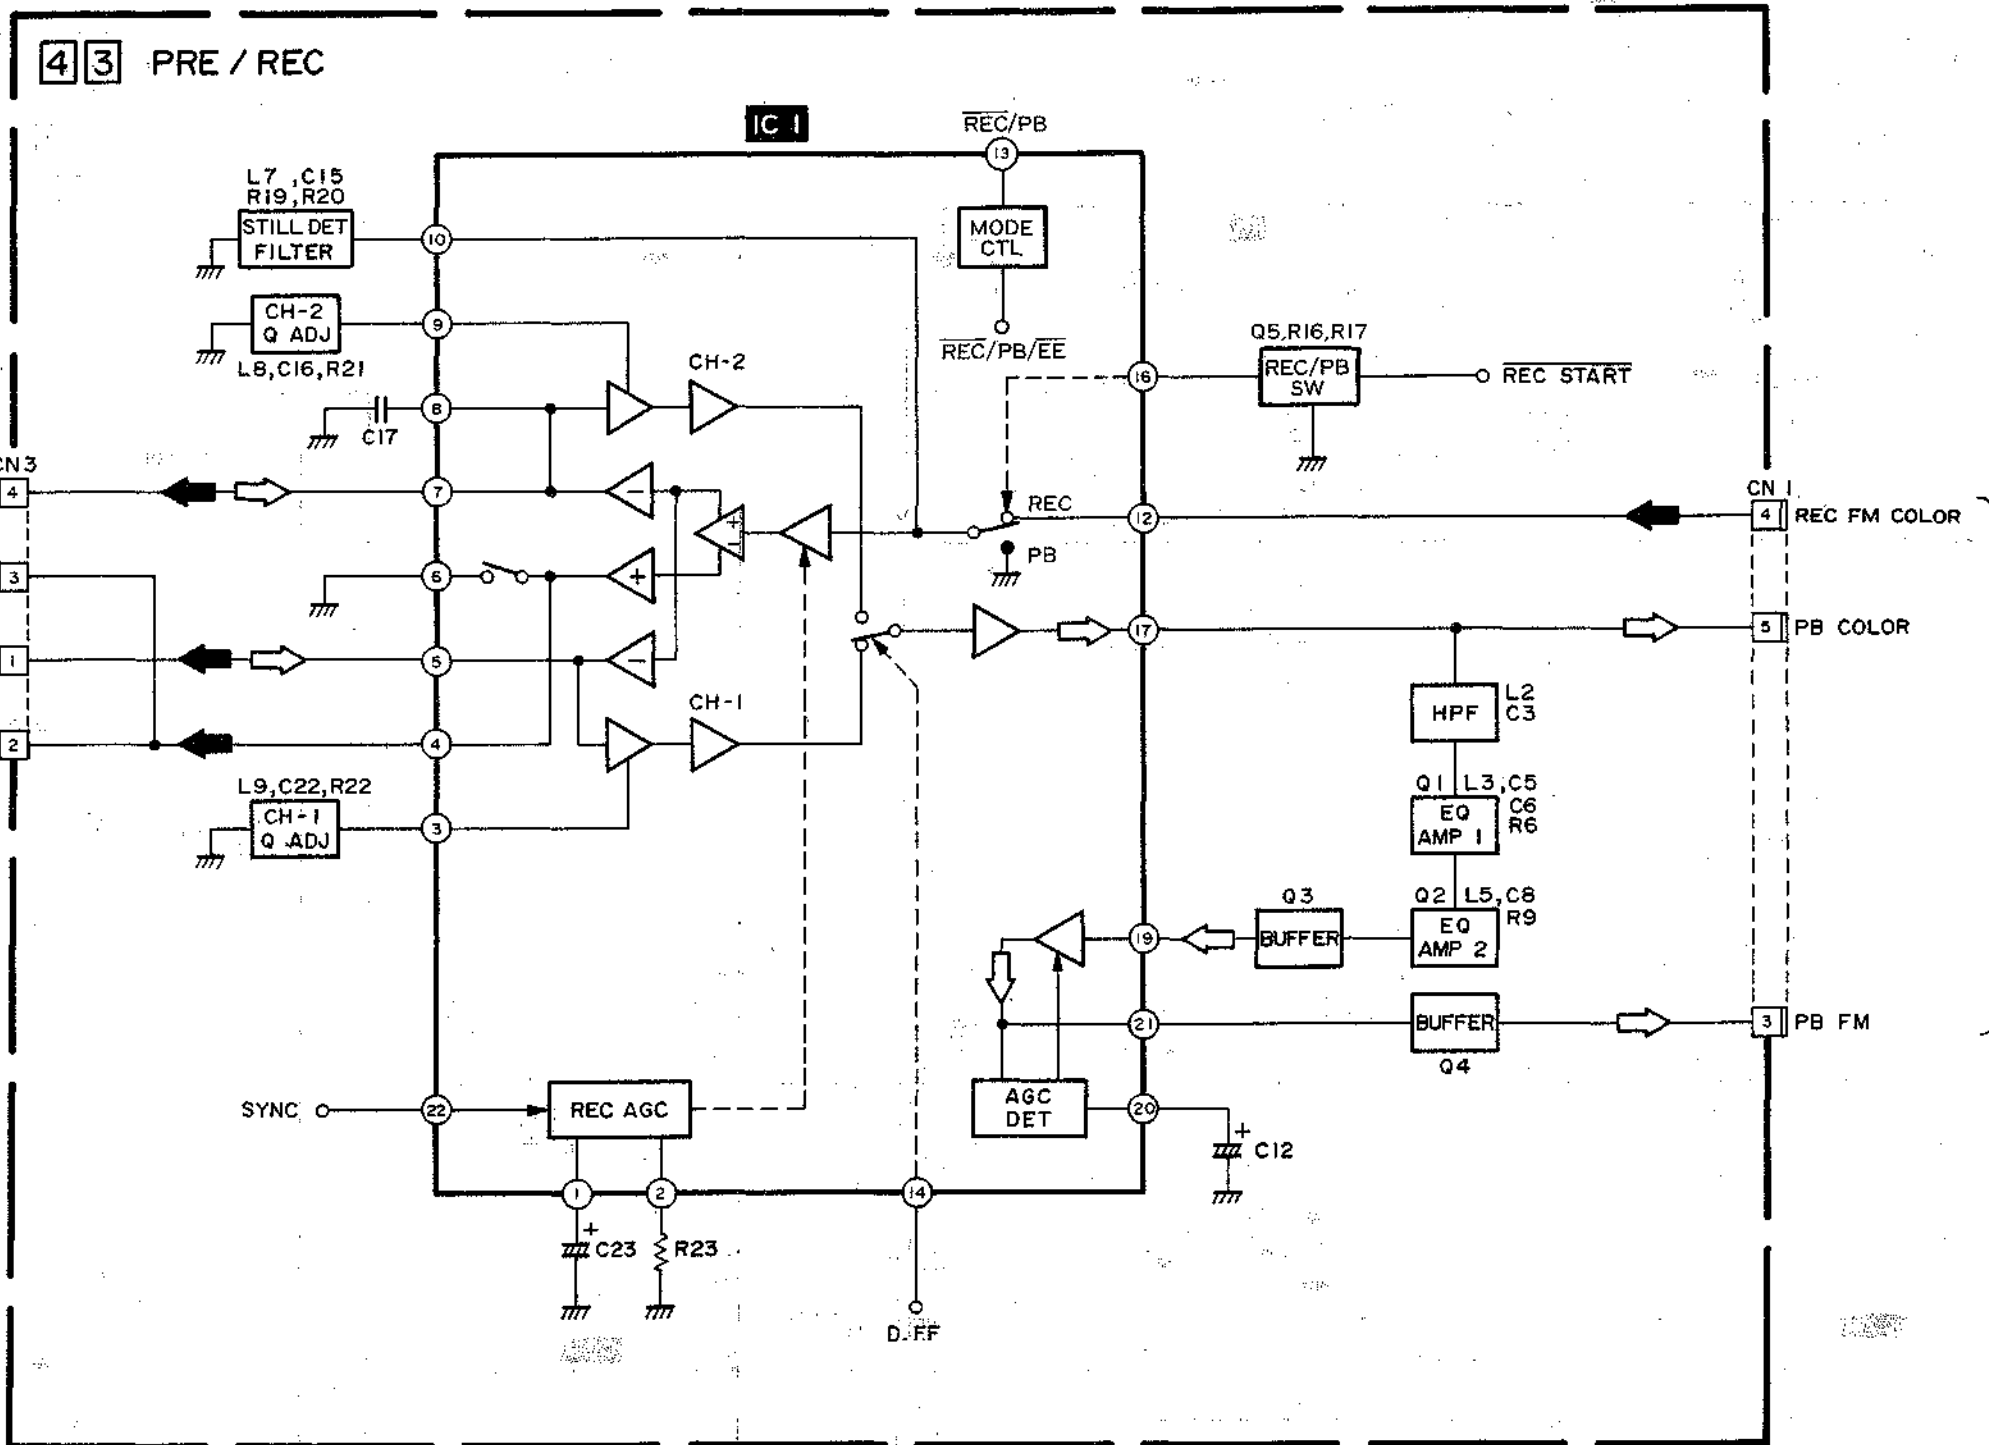 4 3 PRE / REC
IC 1
REC/PB
13
L7 , C15
R19, R20
STILL DET
FILTER
10
MODE
CTL
CH-2
Q ADJ
9
L8, C16, R21
REC/PB/EE
CH-2
Q5, R16, R17
REC/PB
SW
16
REC START
8
C17
CN3
4
7
REC
12
CN 1
4
REC FM COLOR
PB
3
6
+
-
17
5
PB COLOR
1
5
-
CH-1
HPF
L2
C3
2
4
L9, C22, R22
CH-1
Q ADJ
3
Q1 L3, C5
EQ
AMP 1
C6
R6
Q3
BUFFER
19
Q2 L5, C8
EQ
AMP 2
R9
21
BUFFER
Q4
3
PB FM
SYNC
22
REC AGC
AGC
DET
20
+
C12
1
2
14
+
C23
R23
D.FF